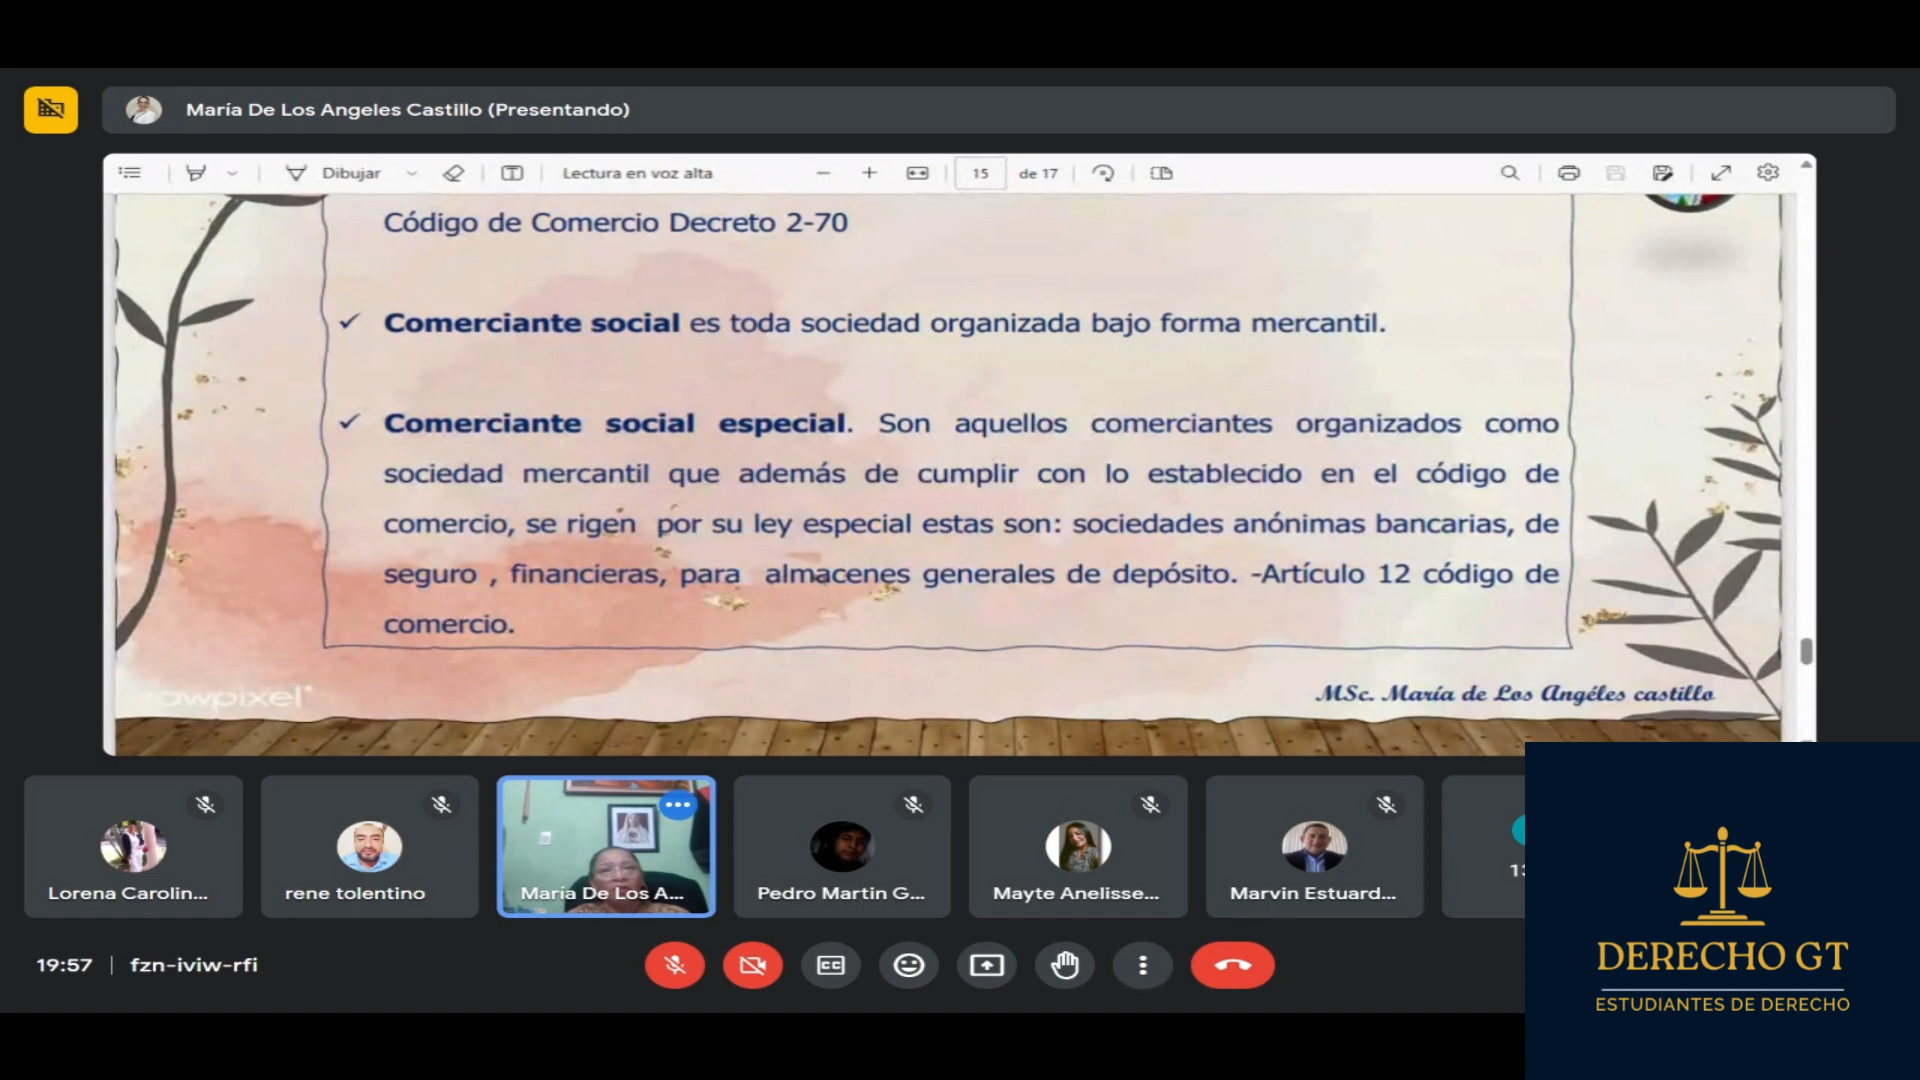 María De Los Angeles Castillo (Presentando)
Dibujar
Lectura en voz alta
15
de 17
Código de Comercio Decreto 2-70
✓ Comerciante social es toda sociedad organizada bajo forma mercantil.
✓ Comerciante social especial. Son aquellos comerciantes organizados como
sociedad mercantil que además de cumplir con lo establecido en el código de
comercio, se rigen por su ley especial estas son: sociedades anónimas bancarias, de
seguro , financieras, para almacenes generales de depósito. -Artículo 12 código de
comercio.
MSc. María de Los Angéles castillo
Lorena Carolin...
rene tolentino
María De Los A...
Pedro Martin G...
Mayte Anelisse...
Marvin Estuard...
19:57 | fzn-iviw-rfi
DERECHO GT
ESTUDIANTES DE DERECHO